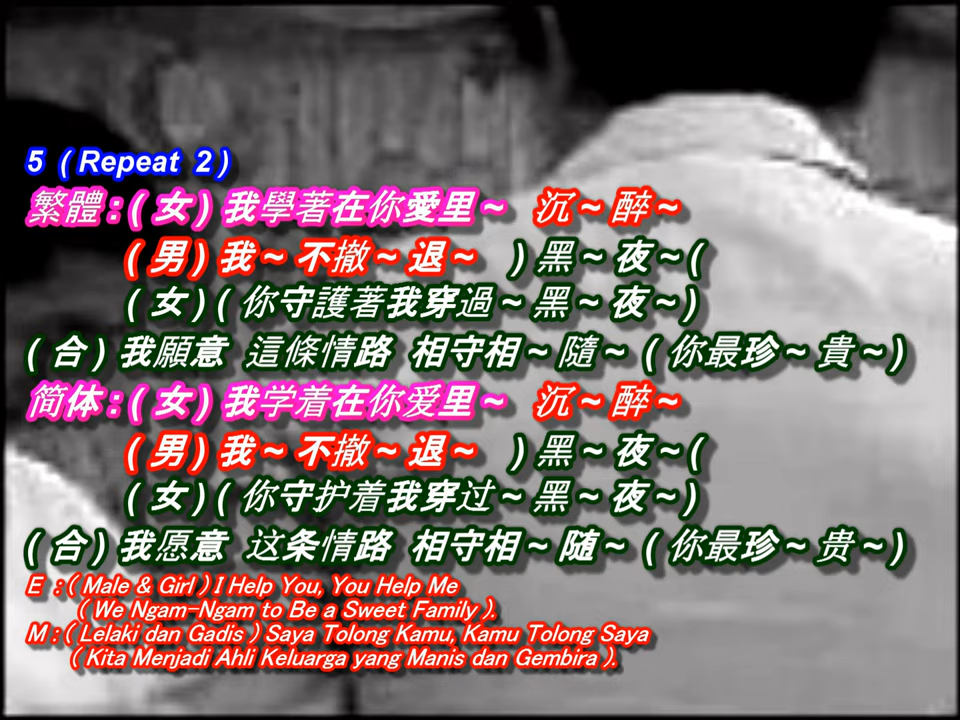 5 ( Repeat 2 )
繁體 : ( 女 ) 我學著在你愛里 ~ 沉 ~ 醉 ~
( 男 ) 我 ~ 不撤 ~ 退 ~ ) 黑 ~ 夜 ~ (
( 女 ) ( 你守護著我穿過 ~ 黑 ~ 夜 ~ )
( 合 ) 我願意 這條情路 相守相 ~ 隨 ~ ( 你最珍 ~ 貴 ~ )
简体 : ( 女 ) 我学着在你爱里 ~ 沉 ~ 醉 ~
( 男 ) 我 ~ 不撤 ~ 退 ~ ) 黑 ~ 夜 ~ (
( 女 ) ( 你守护着我穿过 ~ 黑 ~ 夜 ~ )
( 合 ) 我愿意 这条情路 相守相 ~ 随 ~ ( 你最珍 ~ 贵 ~ )
E : ( Male & Girl ) I Help You, You Help Me
( We Ngam-Ngam to Be a Sweet Family ).
M : ( Lelaki dan Gadis ) Saya Tolong Kamu, Kamu Tolong Saya
( Kita Menjadi Ahli Keluarga yang Manis dan Gembira ).